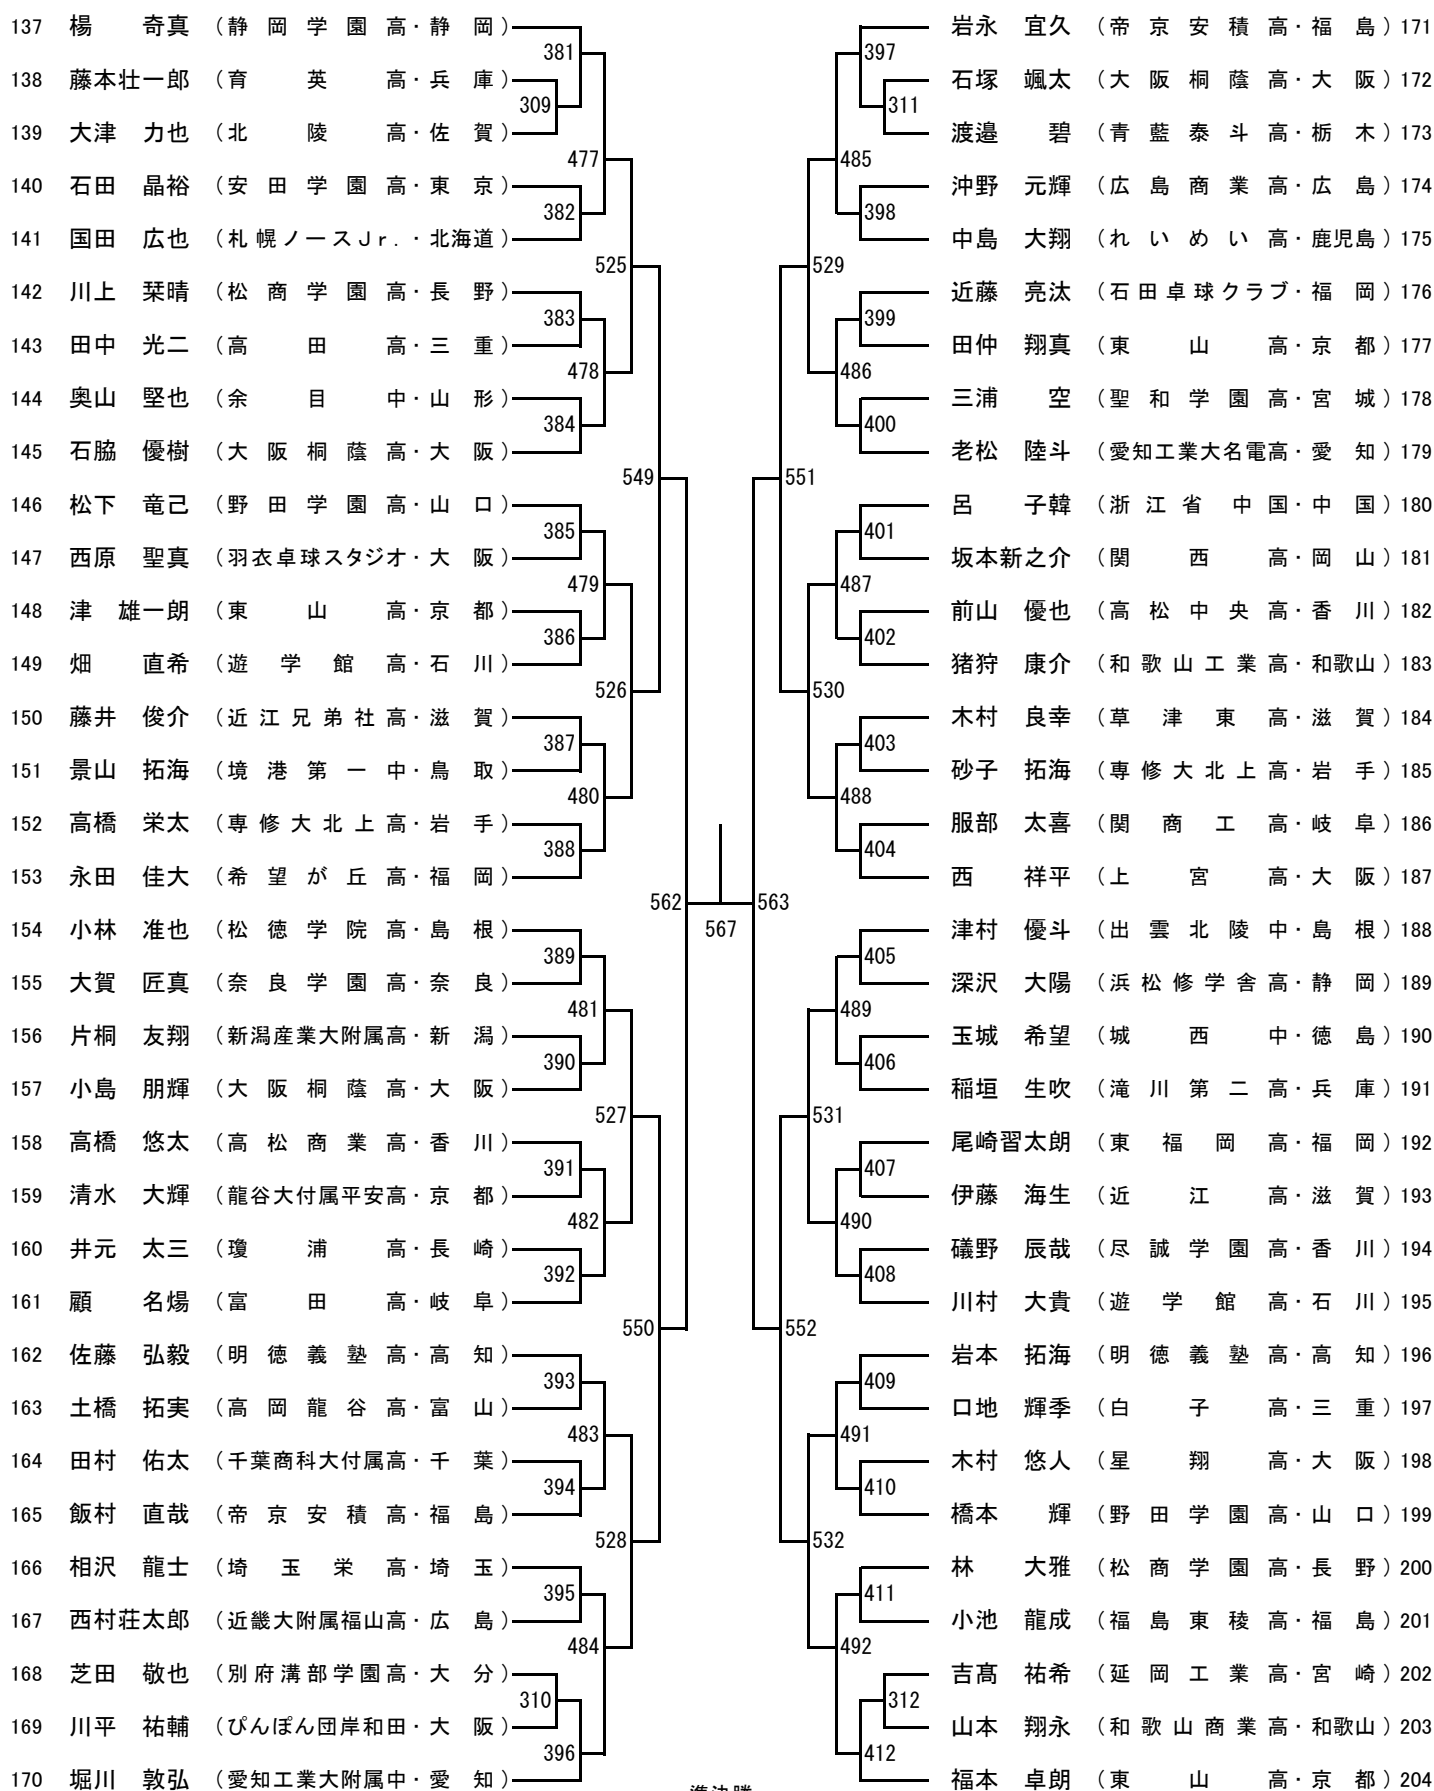 137 楊　奇真 (静岡学園高・静岡)
381
138 藤本壮一郎 (育英高・兵庫)
309
139 大津 力也 (北陵高・佐賀)
477
140 石田 晶裕 (安田学園高・東京)
382
141 国田 広也 (札幌ノースJr.・北海道)
525
142 川上 栞晴 (松商学園高・長野)
383
143 田中 光二 (高田高・三重)
478
144 奥山 堅也 (余目中・山形)
384
145 石脇 優樹 (大阪桐蔭高・大阪)
549
146 松下 竜己 (野田学園高・山口)
385
147 西原 聖真 (羽衣卓球スタジオ・大阪)
479
148 津 雄一朗 (東山高・京都)
386
149 畑　直希 (遊学館高・石川)
526
150 藤井 俊介 (近江兄弟社高・滋賀)
387
151 景山 拓海 (境港第一中・鳥取)
480
152 高橋 栄太 (専修大北上高・岩手)
388
153 永田 佳大 (希望が丘高・福岡)
562
154 小林 准也 (松徳学院高・島根)
389
155 大賀 匠真 (奈良学園高・奈良)
481
156 片桐 友翔 (新潟産業大附属高・新潟)
390
157 小島 朋輝 (大阪桐蔭高・大阪)
527
158 高橋 悠太 (高松商業高・香川)
391
159 清水 大輝 (龍谷大付属平安高・京都)
482
160 井元 太三 (瓊浦高・長崎)
392
161 顧　名煬 (富田高・岐阜)
550
162 佐藤 弘毅 (明徳義塾高・高知)
393
163 土橋 拓実 (高岡龍谷高・富山)
483
164 田村 佑太 (千葉商科大付属高・千葉)
394
165 飯村 直哉 (帝京安積高・福島)
528
166 相沢 龍士 (埼玉栄高・埼玉)
395
167 西村荘太郎 (近畿大附属福山高・広島)
484
168 芝田 敬也 (別府溝部学園高・大分)
310
169 川平 祐輔 (ぴんぽん団岸和田・大阪)
396
170 堀川 敦弘 (愛知工業大附属中・愛知)
567
岩永 宜久 (帝京安積高・福島) 171
397
石塚 颯太 (大阪桐蔭高・大阪) 172
311
渡邉　碧 (青藍泰斗高・栃木) 173
485
沖野 元輝 (広島商業高・広島) 174
398
中島 大翔 (れいめい高・鹿児島) 175
529
近藤 亮汰 (石田卓球クラブ・福岡) 176
399
田仲 翔真 (東山高・京都) 177
486
三浦　空 (聖和学園高・宮城) 178
400
老松 陸斗 (愛知工業大名電高・愛知) 179
551
呂　子韓 (浙江省中国・中国) 180
401
坂本新之介 (関西高・岡山) 181
487
前山 優也 (高松中央高・香川) 182
402
猪狩 康介 (和歌山工業高・和歌山) 183
530
木村 良幸 (草津東高・滋賀) 184
403
砂子 拓海 (専修大北上高・岩手) 185
488
服部 太喜 (関商工高・岐阜) 186
404
西　祥平 (上宮高・大阪) 187
563
津村 優斗 (出雲北陵中・島根) 188
405
深沢 大陽 (浜松修学舎高・静岡) 189
489
玉城 希望 (城西中・徳島) 190
406
稲垣 生吹 (滝川第二高・兵庫) 191
531
尾崎習太朗 (東福岡高・福岡) 192
407
伊藤 海生 (近江高・滋賀) 193
490
礒野 辰哉 (尽誠学園高・香川) 194
408
川村 大貴 (遊学館高・石川) 195
552
岩本 拓海 (明徳義塾高・高知) 196
409
口地 輝季 (白子高・三重) 197
491
木村 悠人 (星翔高・大阪) 198
410
橋本　輝 (野田学園高・山口) 199
532
林　大雅 (松商学園高・長野) 200
411
小池 龍成 (福島東稜高・福島) 201
492
吉髙 祐希 (延岡工業高・宮崎) 202
312
山本 翔永 (和歌山商業高・和歌山) 203
412
福本 卓朗 (東山高・京都) 204
準決勝